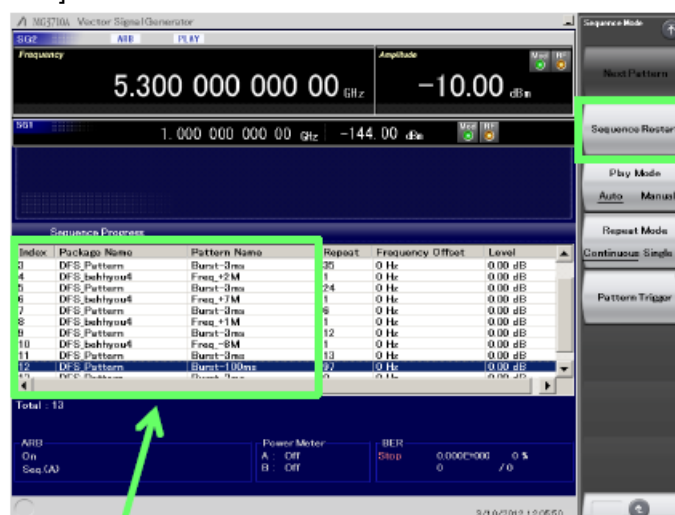 MG3710A Vector Signal Generator
Sequence Mode
SG2 ARB PLAY
Frequency Amplitude Mod RF
5.300 000 000 00 GHz -10.00 dBm
Next Pattern
SG1 1. 000 000 000 00 GHz -144. 00 dBm Mod RF
Sequence Restart
Play Mode
Auto Manual
Repeat Mode
Continuous Single
Pattern Trigger
Sequence Progress
Index Package Name Pattern Name Repeat Frequency Offset Level
3 DFS_Pattern Burst-3ms 35 0 Hz 0.00 dB
4 DFS_behhyou4 Freq_+2M 1 0 Hz 0.00 dB
5 DFS_Pattern Burst-3ms 24 0 Hz 0.00 dB
6 DFS_behhyou4 Freq_+7M 1 0 Hz 0.00 dB
7 DFS_Pattern Burst-3ms 6 0 Hz 0.00 dB
8 DFS_behhyou4 Freq_+1M 1 0 Hz 0.00 dB
9 DFS_Pattern Burst-3ms 12 0 Hz 0.00 dB
10 DFS_behhyou4 Freq_-8M 1 0 Hz 0.00 dB
11 DFS_Pattern Burst-3ms 13 0 Hz 0.00 dB
12 DFS_Pattern Burst-100ms 97 0 Hz 0.00 dB
Total : 13
ARB Power Meter BER
On A : Off Stop 0.000E+000 0 %
Seq.(A) B : Off 0 / 0